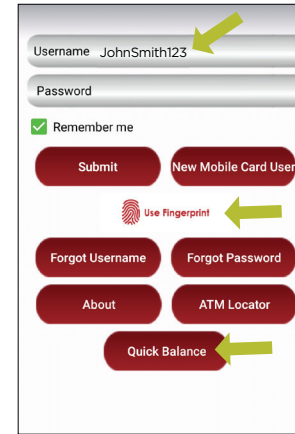 Username JohnSmith123
Password
Remember me
Submit New Mobile Card User
Use Fingerprint
Forgot Username Forgot Password
About ATM Locator
Quick Balance